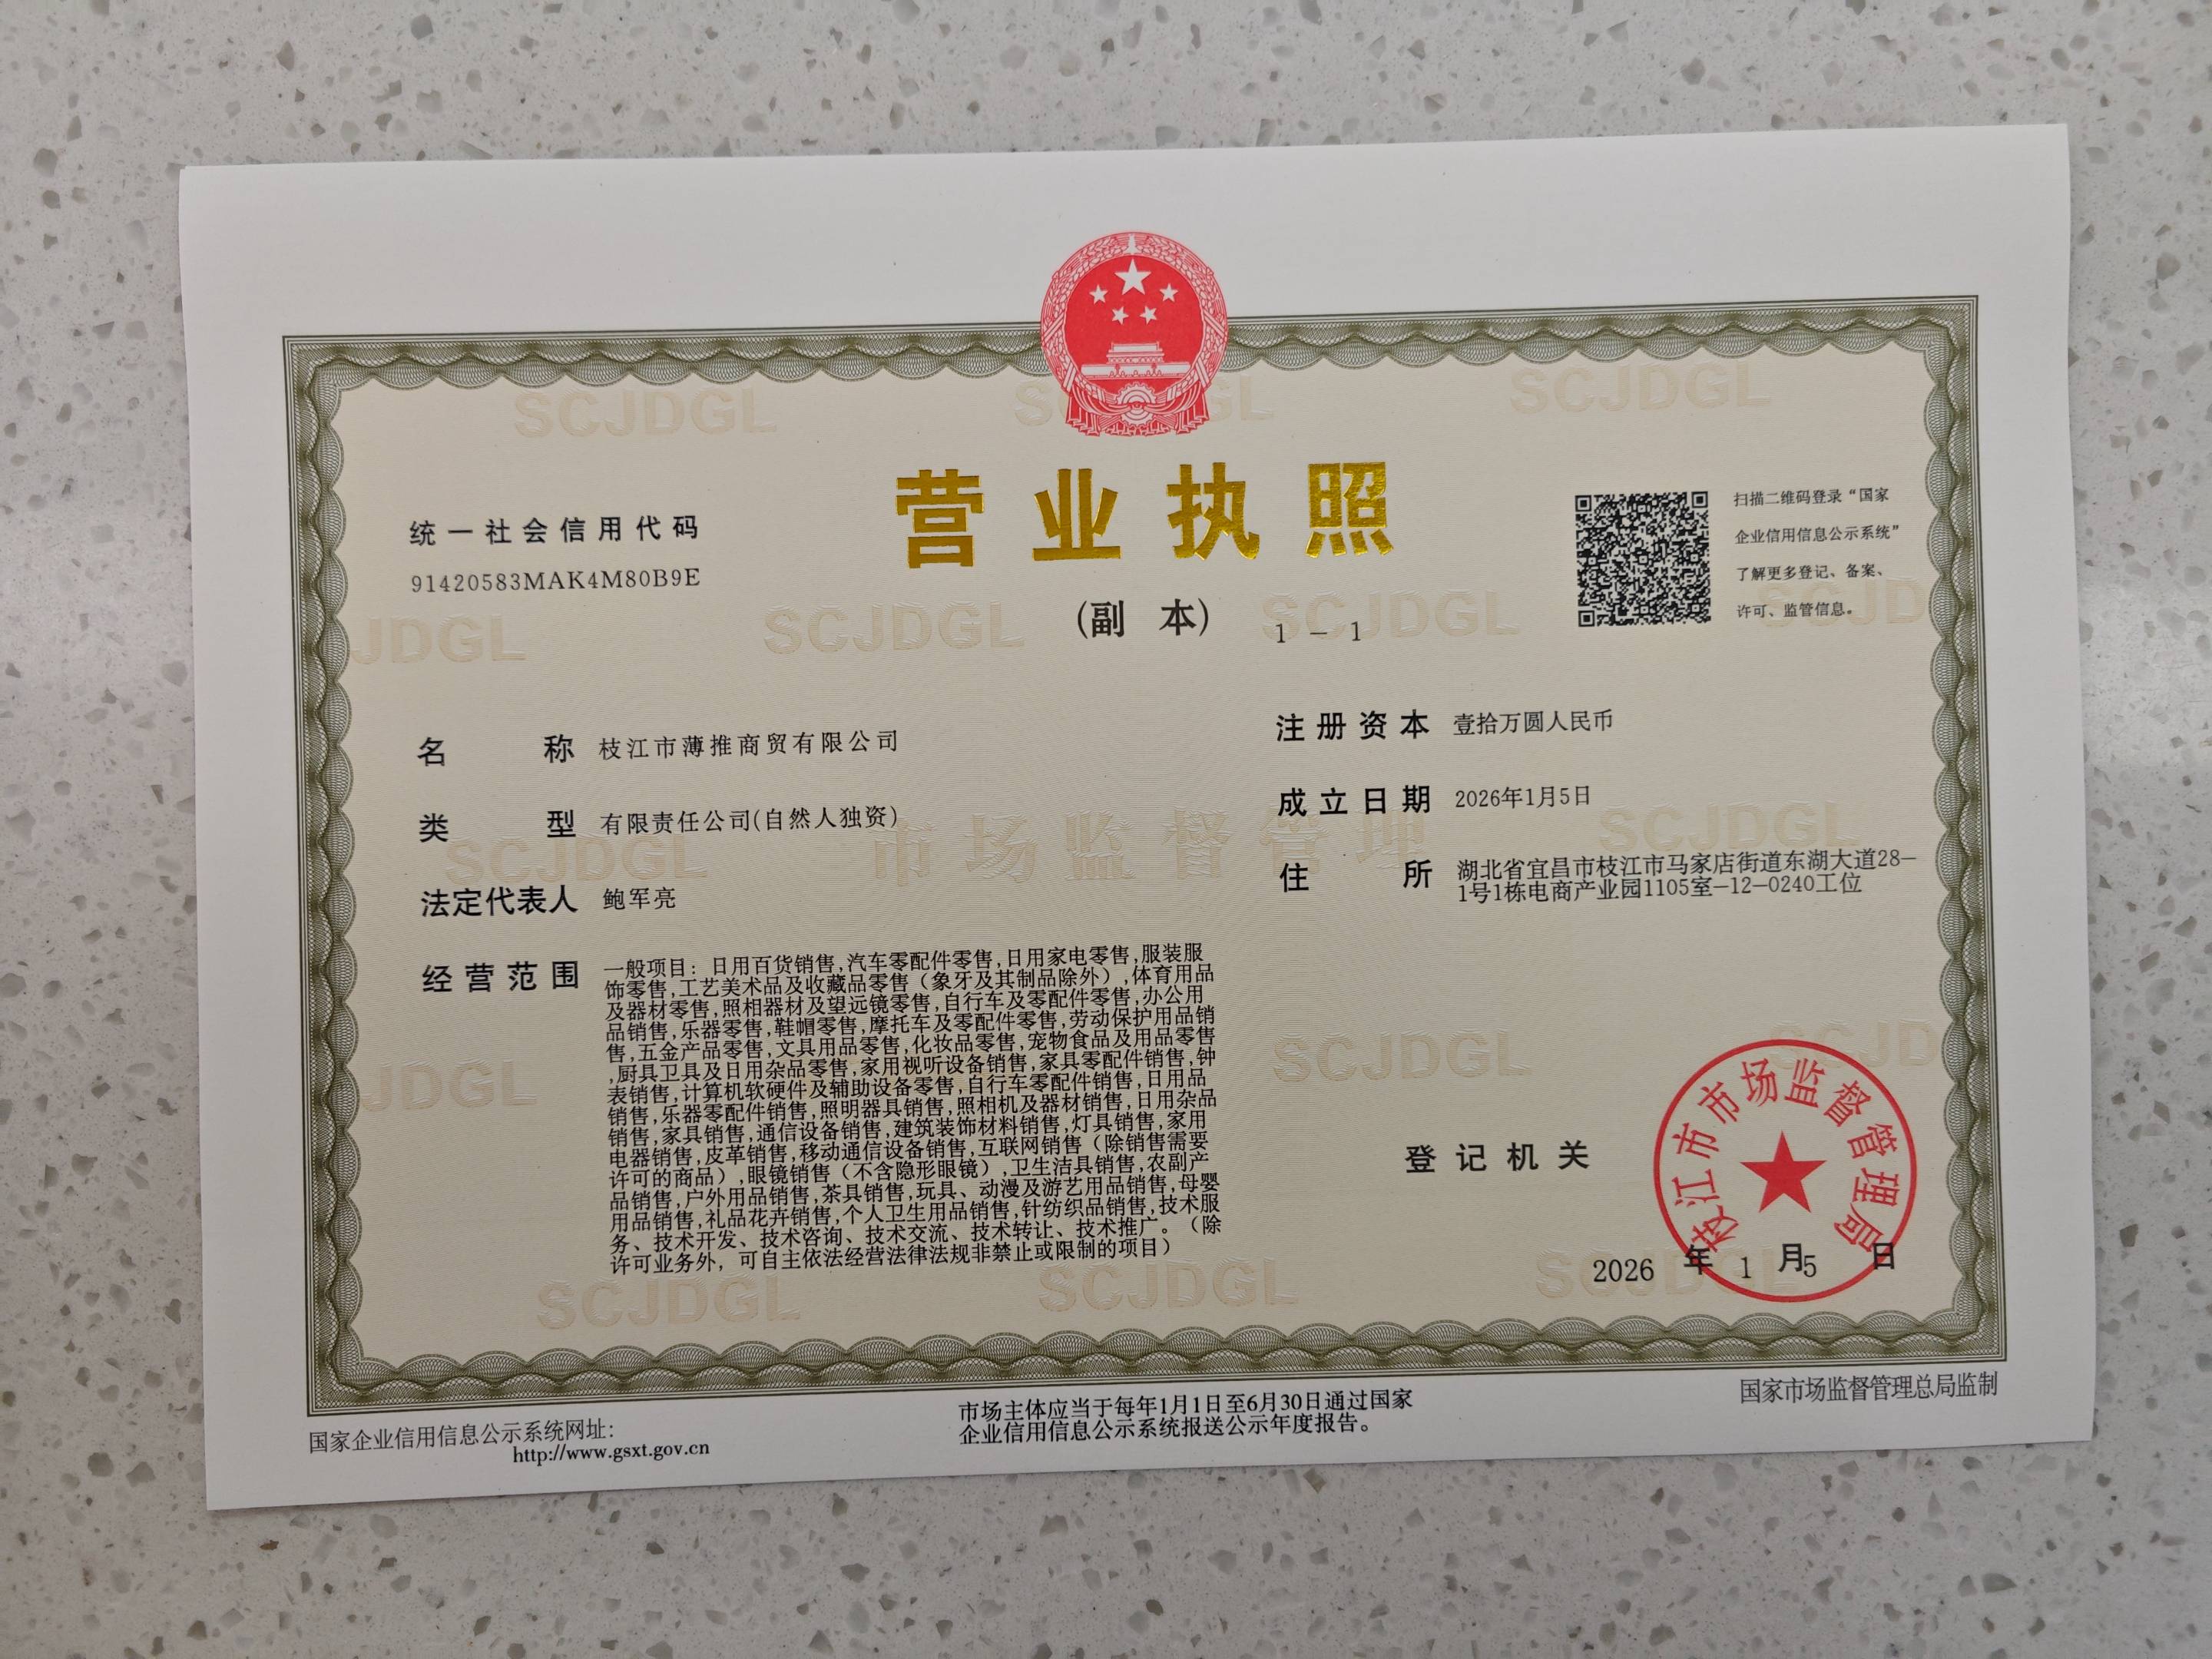 营业执照
(副 本)
1 - 1
统一社会信用代码
91420583MAK4M80B9E
扫描二维码登录“国家
企业信用信息公示系统”
了解更多登记、备案、
许可、监管信息。
名 称 枝江市薄推商贸有限公司
类 型 有限责任公司(自然人独资)
法定代表人 鲍军亮
经营范围 一般项目：日用百货销售,汽车零配件零售,日用家电零售,服装服
饰零售,工艺美术品及收藏品零售（象牙及其制品除外）,体育用品
及器材零售,照相器材及望远镜零售,自行车及零配件零售,办公用
品销售,乐器零售,鞋帽零售,摩托车及零配件零售,劳动保护用品销
售,五金产品零售,文具用品零售,化妆品零售,宠物食品及用品零售
,厨具卫具及日用杂品零售,家用视听设备销售,家具零配件销售,钟
表销售,计算机软硬件及辅助设备零售,自行车零配件销售,日用品
销售,乐器零配件销售,照明器具销售,照相机及器材销售,日用杂品
销售,家具销售,通信设备销售,建筑装饰材料销售,灯具销售,家用
电器销售,皮革销售,移动通信设备销售,互联网销售（除销售需要
许可的商品）,眼镜销售（不含隐形眼镜）,卫生洁具销售,农副产
品销售,户外用品销售,茶具销售,玩具、动漫及游艺用品销售,母婴
用品销售,礼品花卉销售,个人卫生用品销售,针纺织品销售,技术服
务、技术开发、技术咨询、技术交流、技术转让、技术推广。（除
许可业务外，可自主依法经营法律法规非禁止或限制的项目）
注册资本 壹拾万圆人民币
成立日期 2026年1月5日
住 所 湖北省宜昌市枝江市马家店街道东湖大道28-
1号1栋电商产业园1105室-12-0240工位
登记机关
枝江市市场监督管理局
2026 年 1 月 5 日
国家企业信用信息公示系统网址：
http://www.gsxt.gov.cn
市场主体应当于每年1月1日至6月30日通过国家
企业信用信息公示系统报送公示年度报告。
国家市场监督管理总局监制
SCJDGL
市场监督管理